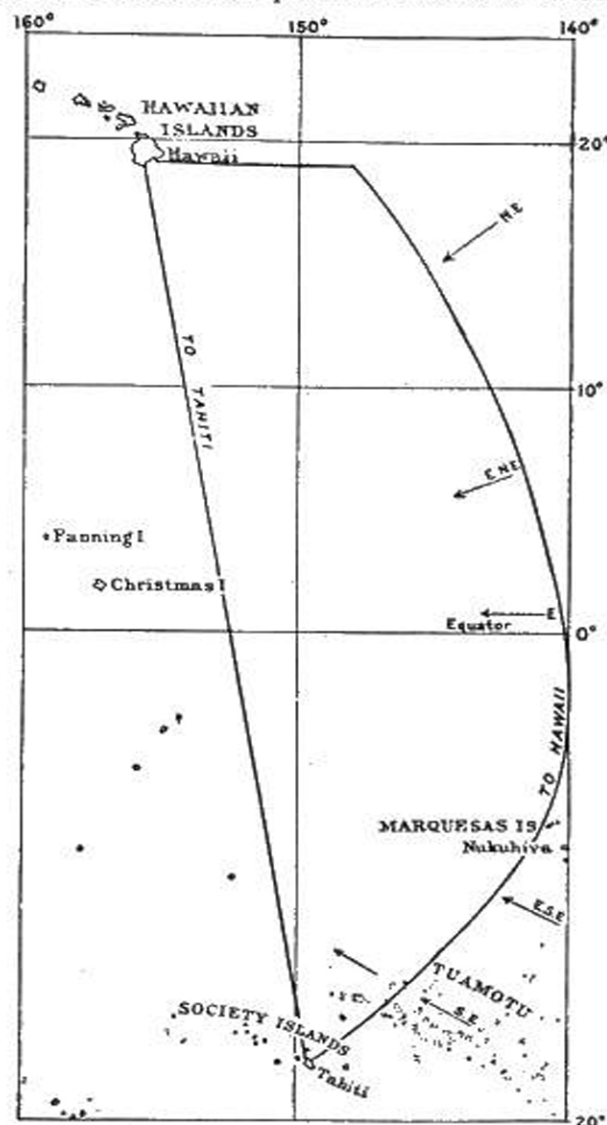 160°
150°
140°
HAWAIIAN
ISLANDS
Hawaii
20°
N.E
TO TAHITI
10°
E N E
Fanning I
Christmas I
E
Equator
0°
TO HAWAII
MARQUESAS IS
Nukuhiva
E.S.E
TUAMOTU
S.E
SOCIETY ISLANDS
Tahiti
20°